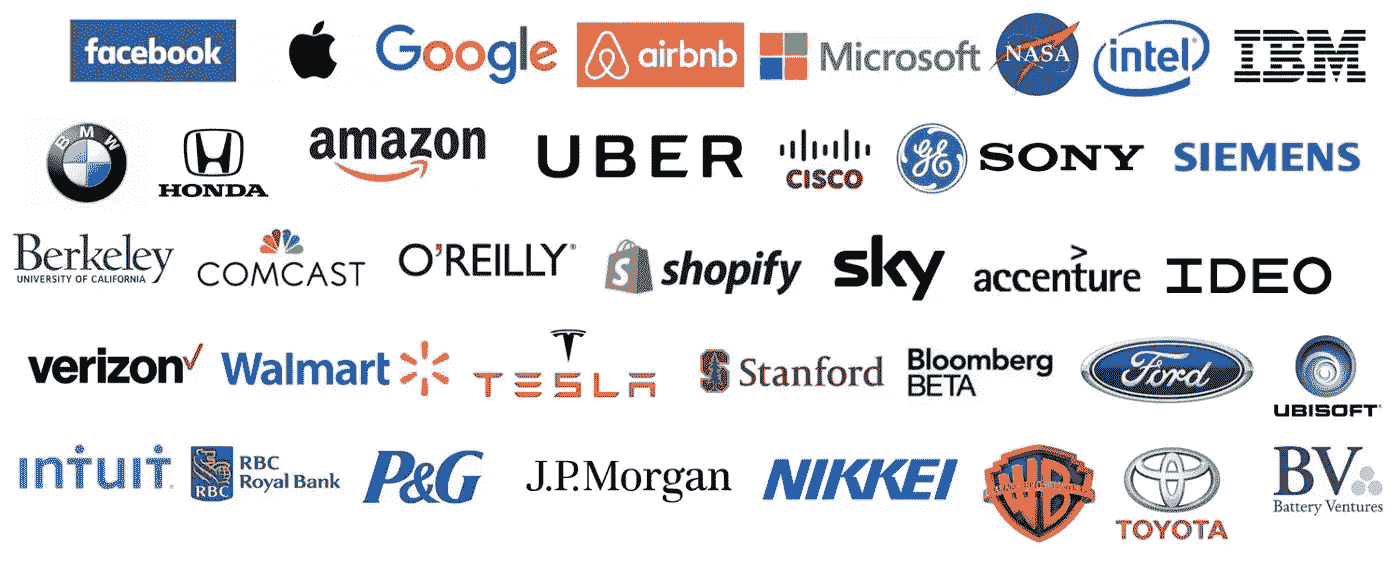 facebook
Google
airbnb
Microsoft
NASA
intel
IBM
BMW
HONDA
amazon
UBER
CISCO
GE
SONY
SIEMENS
Berkeley
UNIVERSITY OF CALIFORNIA
COMCAST
O'REILLY®
S
shopify
sky
>
accenture
IDEO
verizon✓
Walmart
TESLA
S
Stanford
Bloomberg
BETA
Ford
UBISOFT
intuit
RBC
RBC
Royal Bank
P&G
J.P.Morgan
NIKKEI
WB
TOYOTA
BV
Battery Ventures